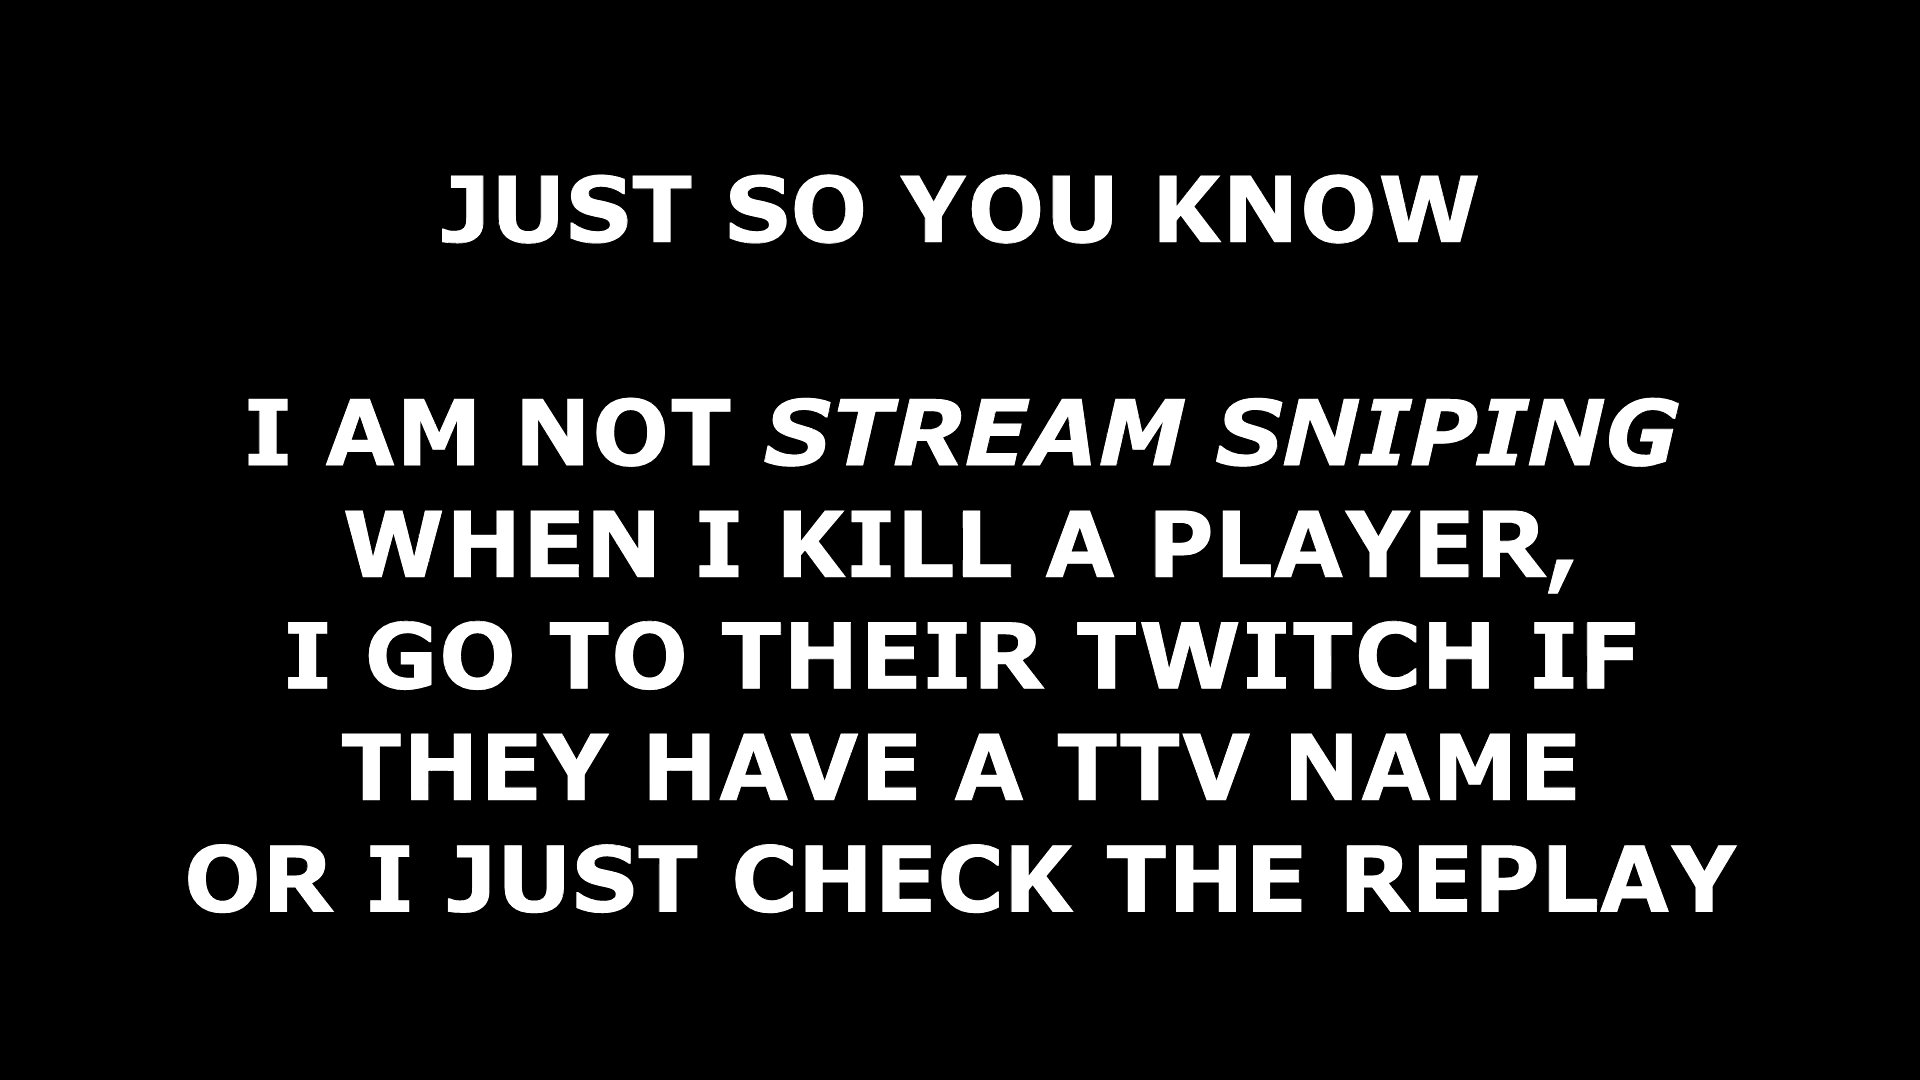 JUST SO YOU KNOW
I AM NOT STREAM SNIPING
WHEN I KILL A PLAYER,
I GO TO THEIR TWITCH IF
THEY HAVE A TTV NAME
OR I JUST CHECK THE REPLAY